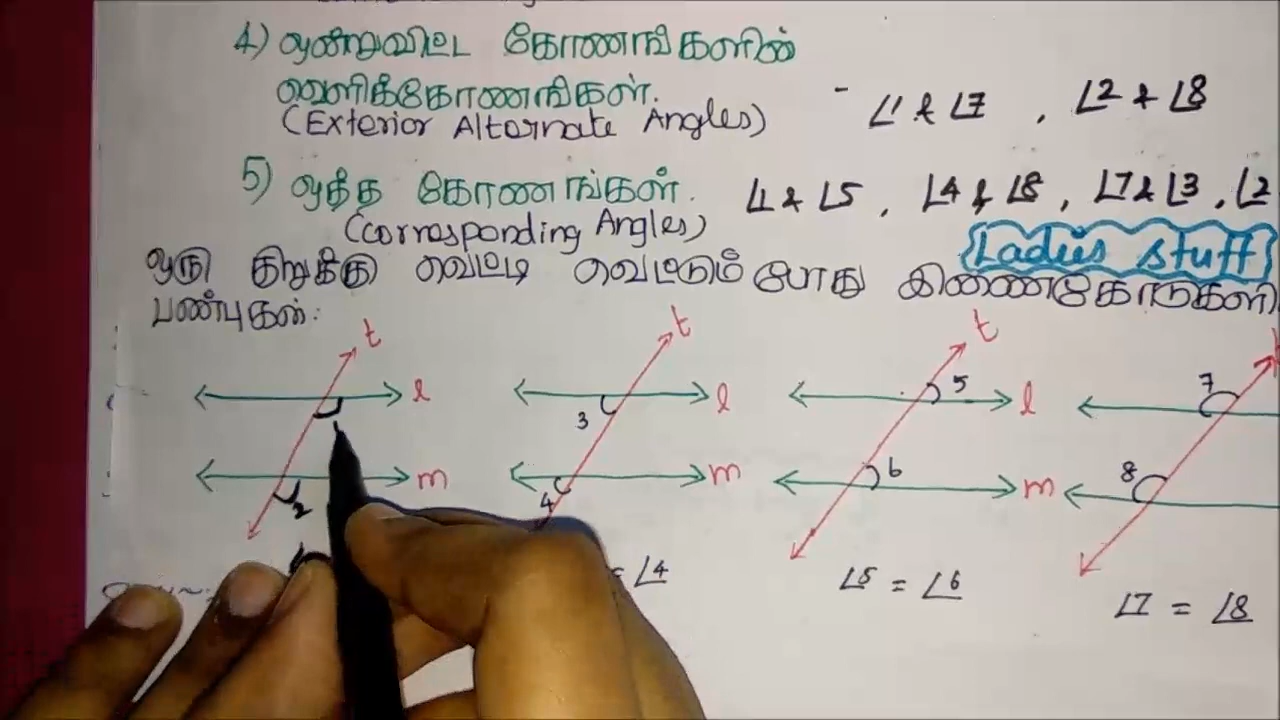 4) ஒன்றுவிட்ட கோணங்களின்
வெளிக்கோணங்கள்.
(Exterior Alternate Angles) - ∠1 & ∠7 , ∠2 & ∠8
5) ஒத்த கோணங்கள். ∠1 & ∠5 , ∠4 & ∠8 , ∠7 & ∠3 , ∠2
(Corresponding Angles)
Ladies Stuff
ஒரு குறுக்கு வெட்டி வெட்டும் போது
பண்புகள்:
t t t
l l l
1 3 5 7
m m m
2 4 6 8
= ∠4 ∠5 = ∠6 ∠7 = ∠8